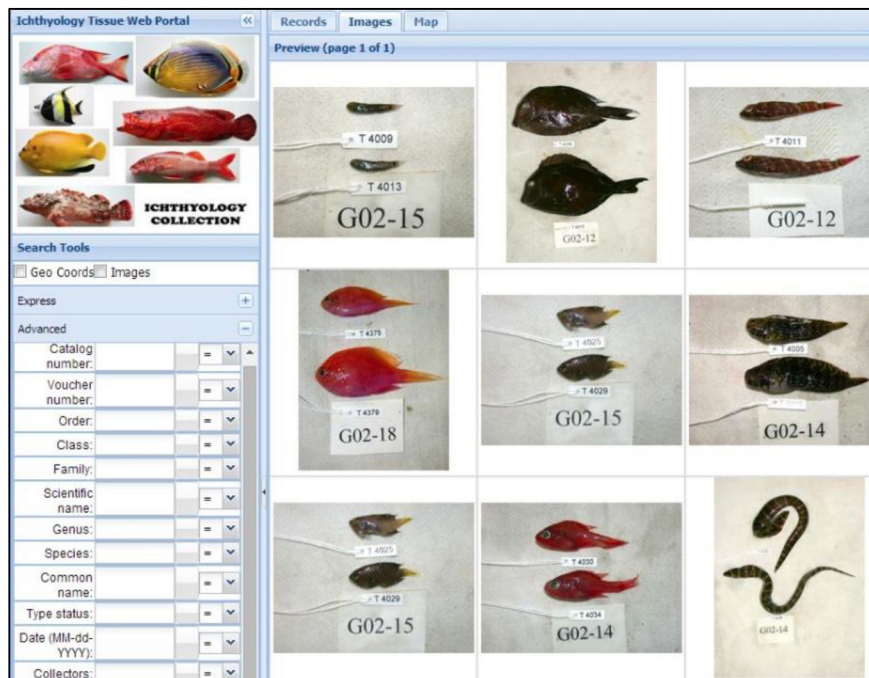 Ichthyology Tissue Web Portal
ICHTHYOLOGY
COLLECTION
Search Tools
Geo Coords Images
Express
Advanced
Catalog
number: =
Voucher
number: =
Order: =
Class: =
Family: =
Scientific
name: =
Genus: =
Species: =
Common
name: =
Type status: =
Date (MM-dd-
YYYY): =
Collectors: =
Records Images Map
Preview (page 1 of 1)
T 4009
T 4013
G02-15
G02-12
T 4011
G02-12
T 4375
T 4379
G02-18
T 4025
T 4029
G02-15
T 4005
G02-14
T 4025
T 4029
G02-15
T 4030
T 4034
G02-14
G02-14